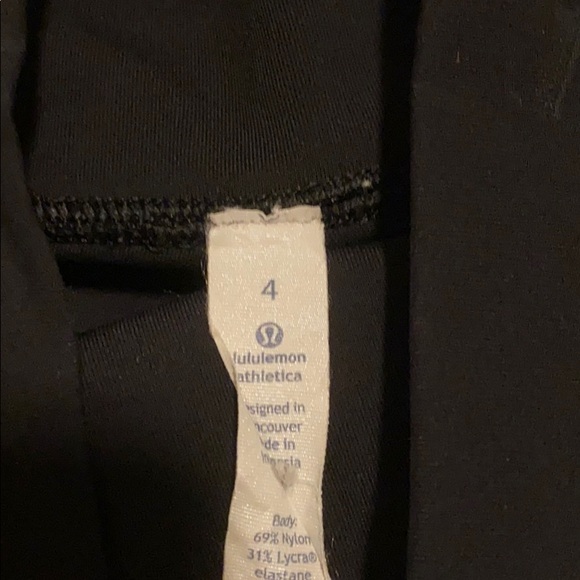 4
lululemon
athletica
signed in
ncouver
de in
Body:
69% Nylon
31% Lycra®
elastane